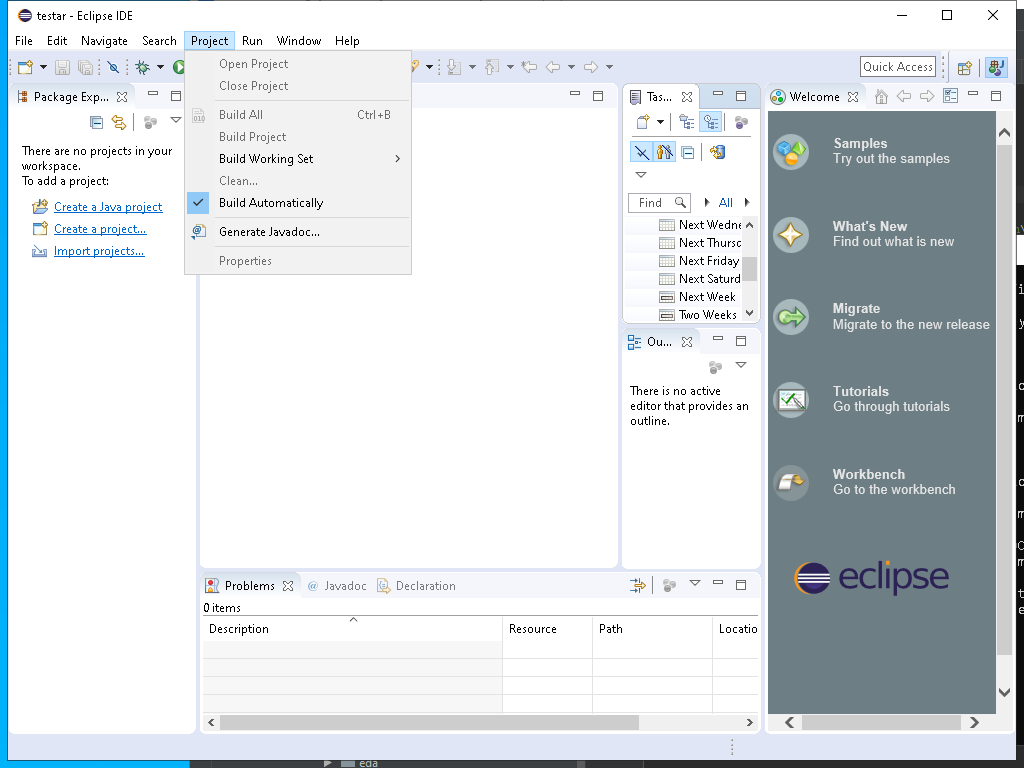 testar - Eclipse IDE
File Edit Navigate Search Project Run Window Help
Quick Access
Package Exp...
There are no projects in your
workspace.
To add a project:
Create a Java project
Create a project...
Import projects...
Open Project
Close Project
Build All Ctrl+B
Build Project
Build Working Set
Clean...
Build Automatically
Generate Javadoc...
Properties
Tas...
Find All
Next Wedne
Next Thursd
Next Friday
Next Saturd
Next Week
Two Weeks
Ou...
There is no active
editor that provides an
outline.
Welcome
Samples
Try out the samples
What's New
Find out what is new
Migrate
Migrate to the new release
Tutorials
Go through tutorials
Workbench
Go to the workbench
eclipse
Problems Javadoc Declaration
0 items
Description Resource Path Locatio
eda